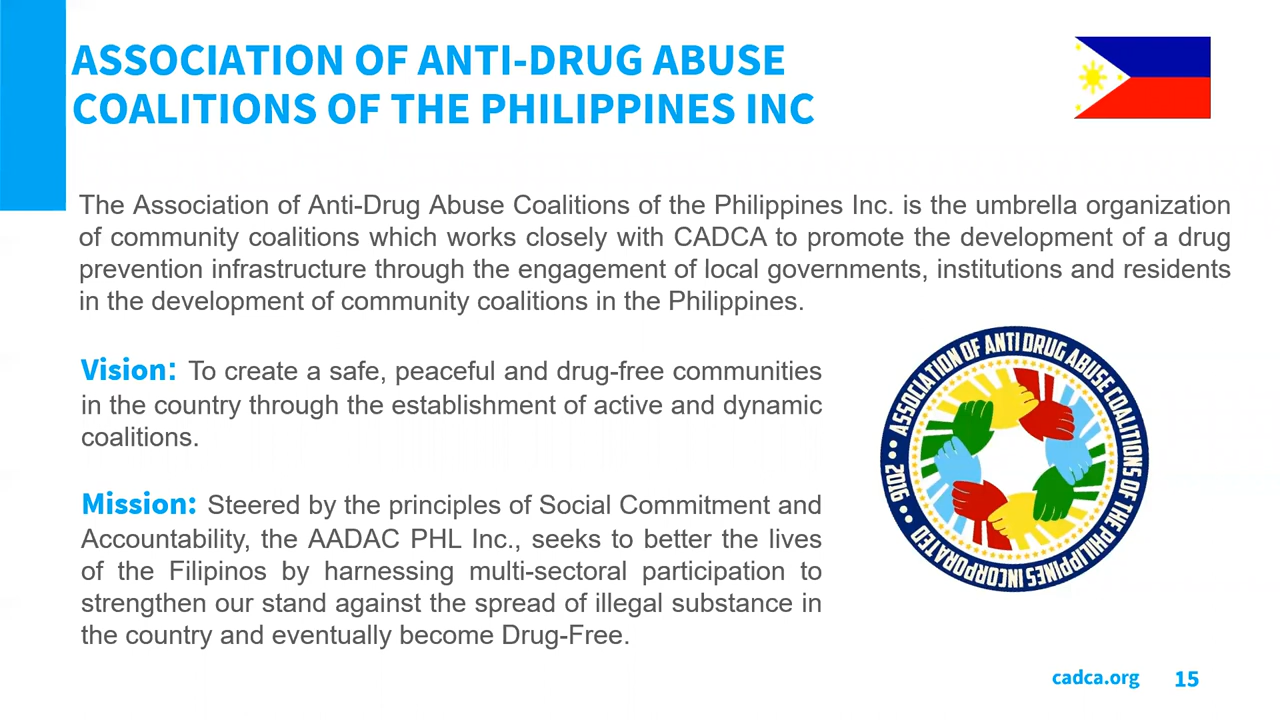 ASSOCIATION OF ANTI-DRUG ABUSE
COALITIONS OF THE PHILIPPINES INC
The Association of Anti-Drug Abuse Coalitions of the Philippines Inc. is the umbrella organization
of community coalitions which works closely with CADCA to promote the development of a drug
prevention infrastructure through the engagement of local governments, institutions and residents
in the development of community coalitions in the Philippines.
Vision: To create a safe, peaceful and drug-free communities
in the country through the establishment of active and dynamic
coalitions.
Mission: Steered by the principles of Social Commitment and
Accountability, the AADAC PHL Inc., seeks to better the lives
of the Filipinos by harnessing multi-sectoral participation to
strengthen our stand against the spread of illegal substance in
the country and eventually become Drug-Free.
ASSOCIATION OF ANTI DRUG ABUSE COALITIONS OF THE PHILIPPINES INCORPORATED
2016
cadca.org 15